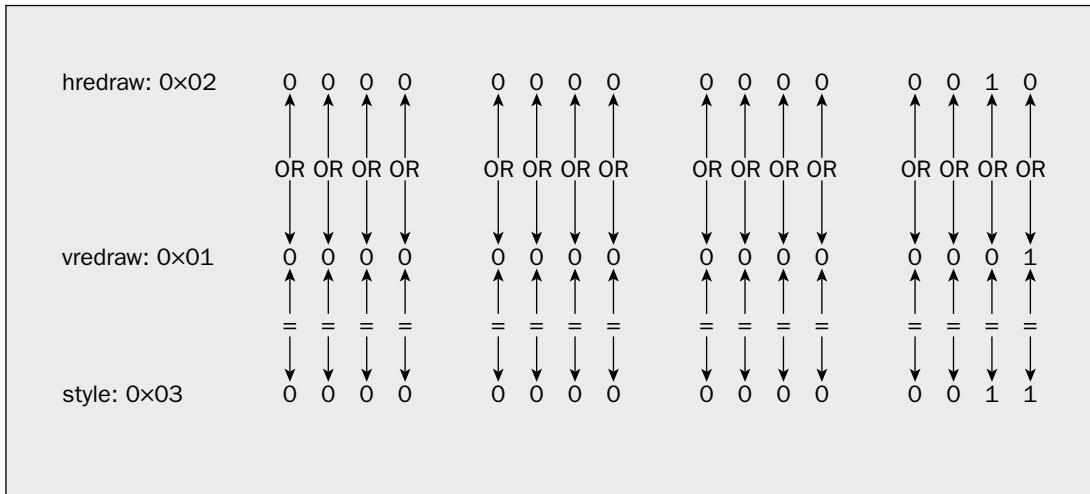 hredraw: 0×02 0 0 0 0 0 0 0 0 0 0 0 0 0 0 1 0
OR OR OR OR OR OR OR OR OR OR OR OR OR OR OR OR
vredraw: 0×01 0 0 0 0 0 0 0 0 0 0 0 0 0 0 0 1
= = = = = = = = = = = = = = = =
style: 0×03 0 0 0 0 0 0 0 0 0 0 0 0 0 0 1 1